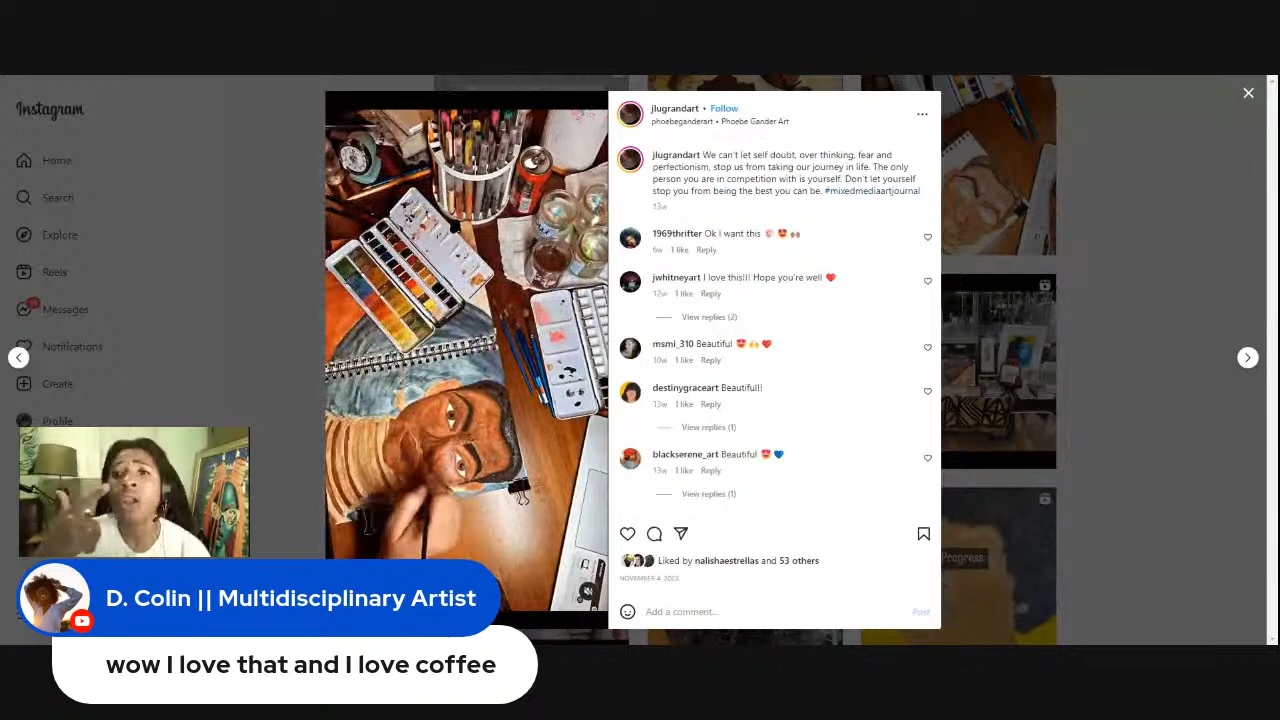 Instagram
Home
Search
Explore
Reels
Messages
Notifications
Create
Profile
jlugrandart • Follow
phoebeganderart • Phoebe Gander Art
jlugrandart We can't let self doubt, over thinking, fear and
perfectionism, stop us from taking our journey in life. The only
person you are in competition with is yourself. Don't let yourself
stop you from being the best you can be. #mixedmediaartjournal
13w
1969thrifter Ok I want this
6w 1 like Reply
jwhitneyart I love this!!! Hope you're well ❤️
12w 1 like Reply
View replies (2)
msmi_310 Beautiful 😍🙌❤️
10w 1 like Reply
destinygraceart Beautiful!!
13w 1 like Reply
View replies (1)
blackserene_art Beautiful 😍💙
13w 1 like Reply
View replies (1)
Liked by nalishaestrellas and 53 others
NOVEMBER 4, 2022
Add a comment...
Post
Progress
D. Colin || Multidisciplinary Artist
wow I love that and I love coffee